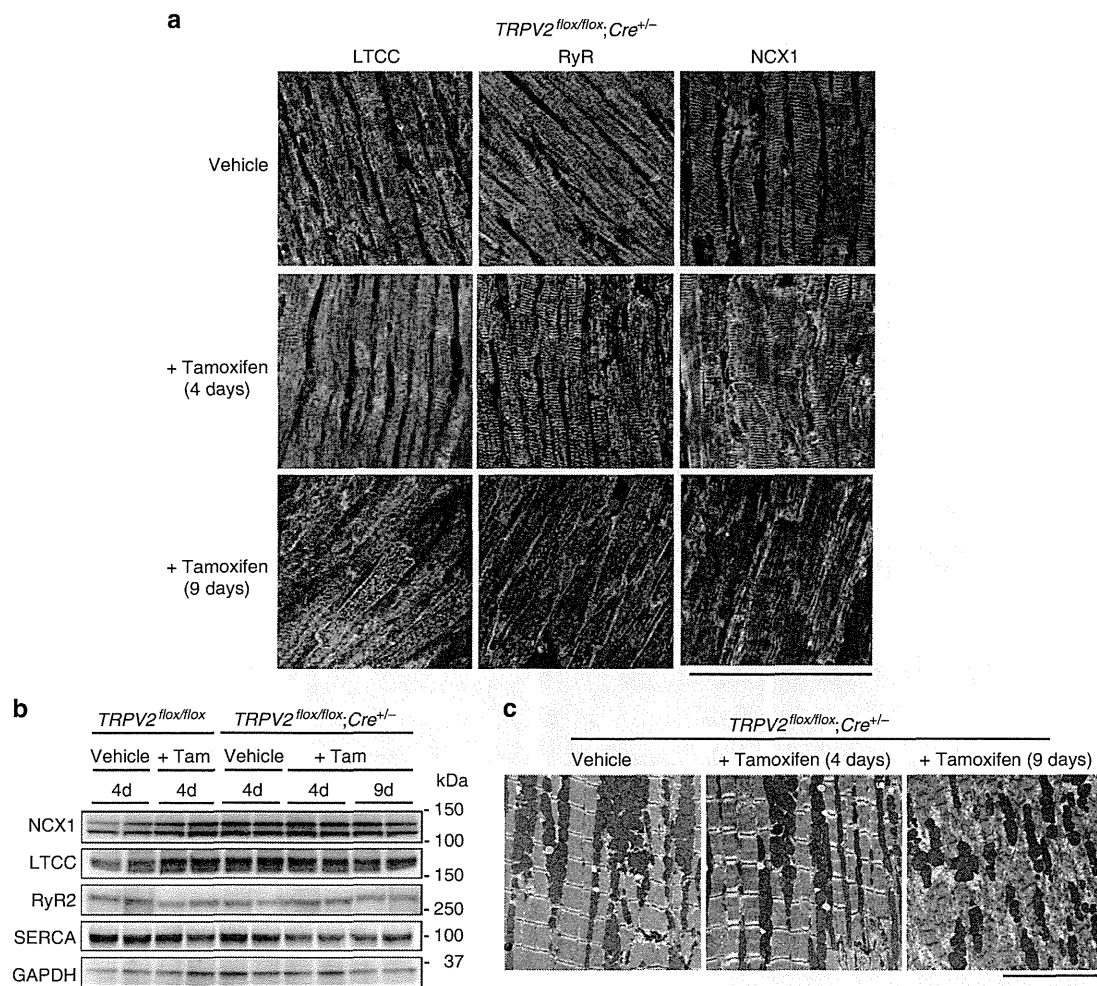 a
TRPV2flox/flox;Cre+/–
LTCC RyR NCX1
Vehicle
+ Tamoxifen
(4 days)
+ Tamoxifen
(9 days)
b
TRPV2flox/flox TRPV2flox/flox;Cre+/–
Vehicle + Tam Vehicle + Tam
4d 4d 4d 4d 9d kDa
NCX1
150
100
LTCC
150
RyR2
250
SERCA
100
GAPDH
37
c
TRPV2flox/flox;Cre+/–
Vehicle + Tamoxifen (4 days) + Tamoxifen (9 days)